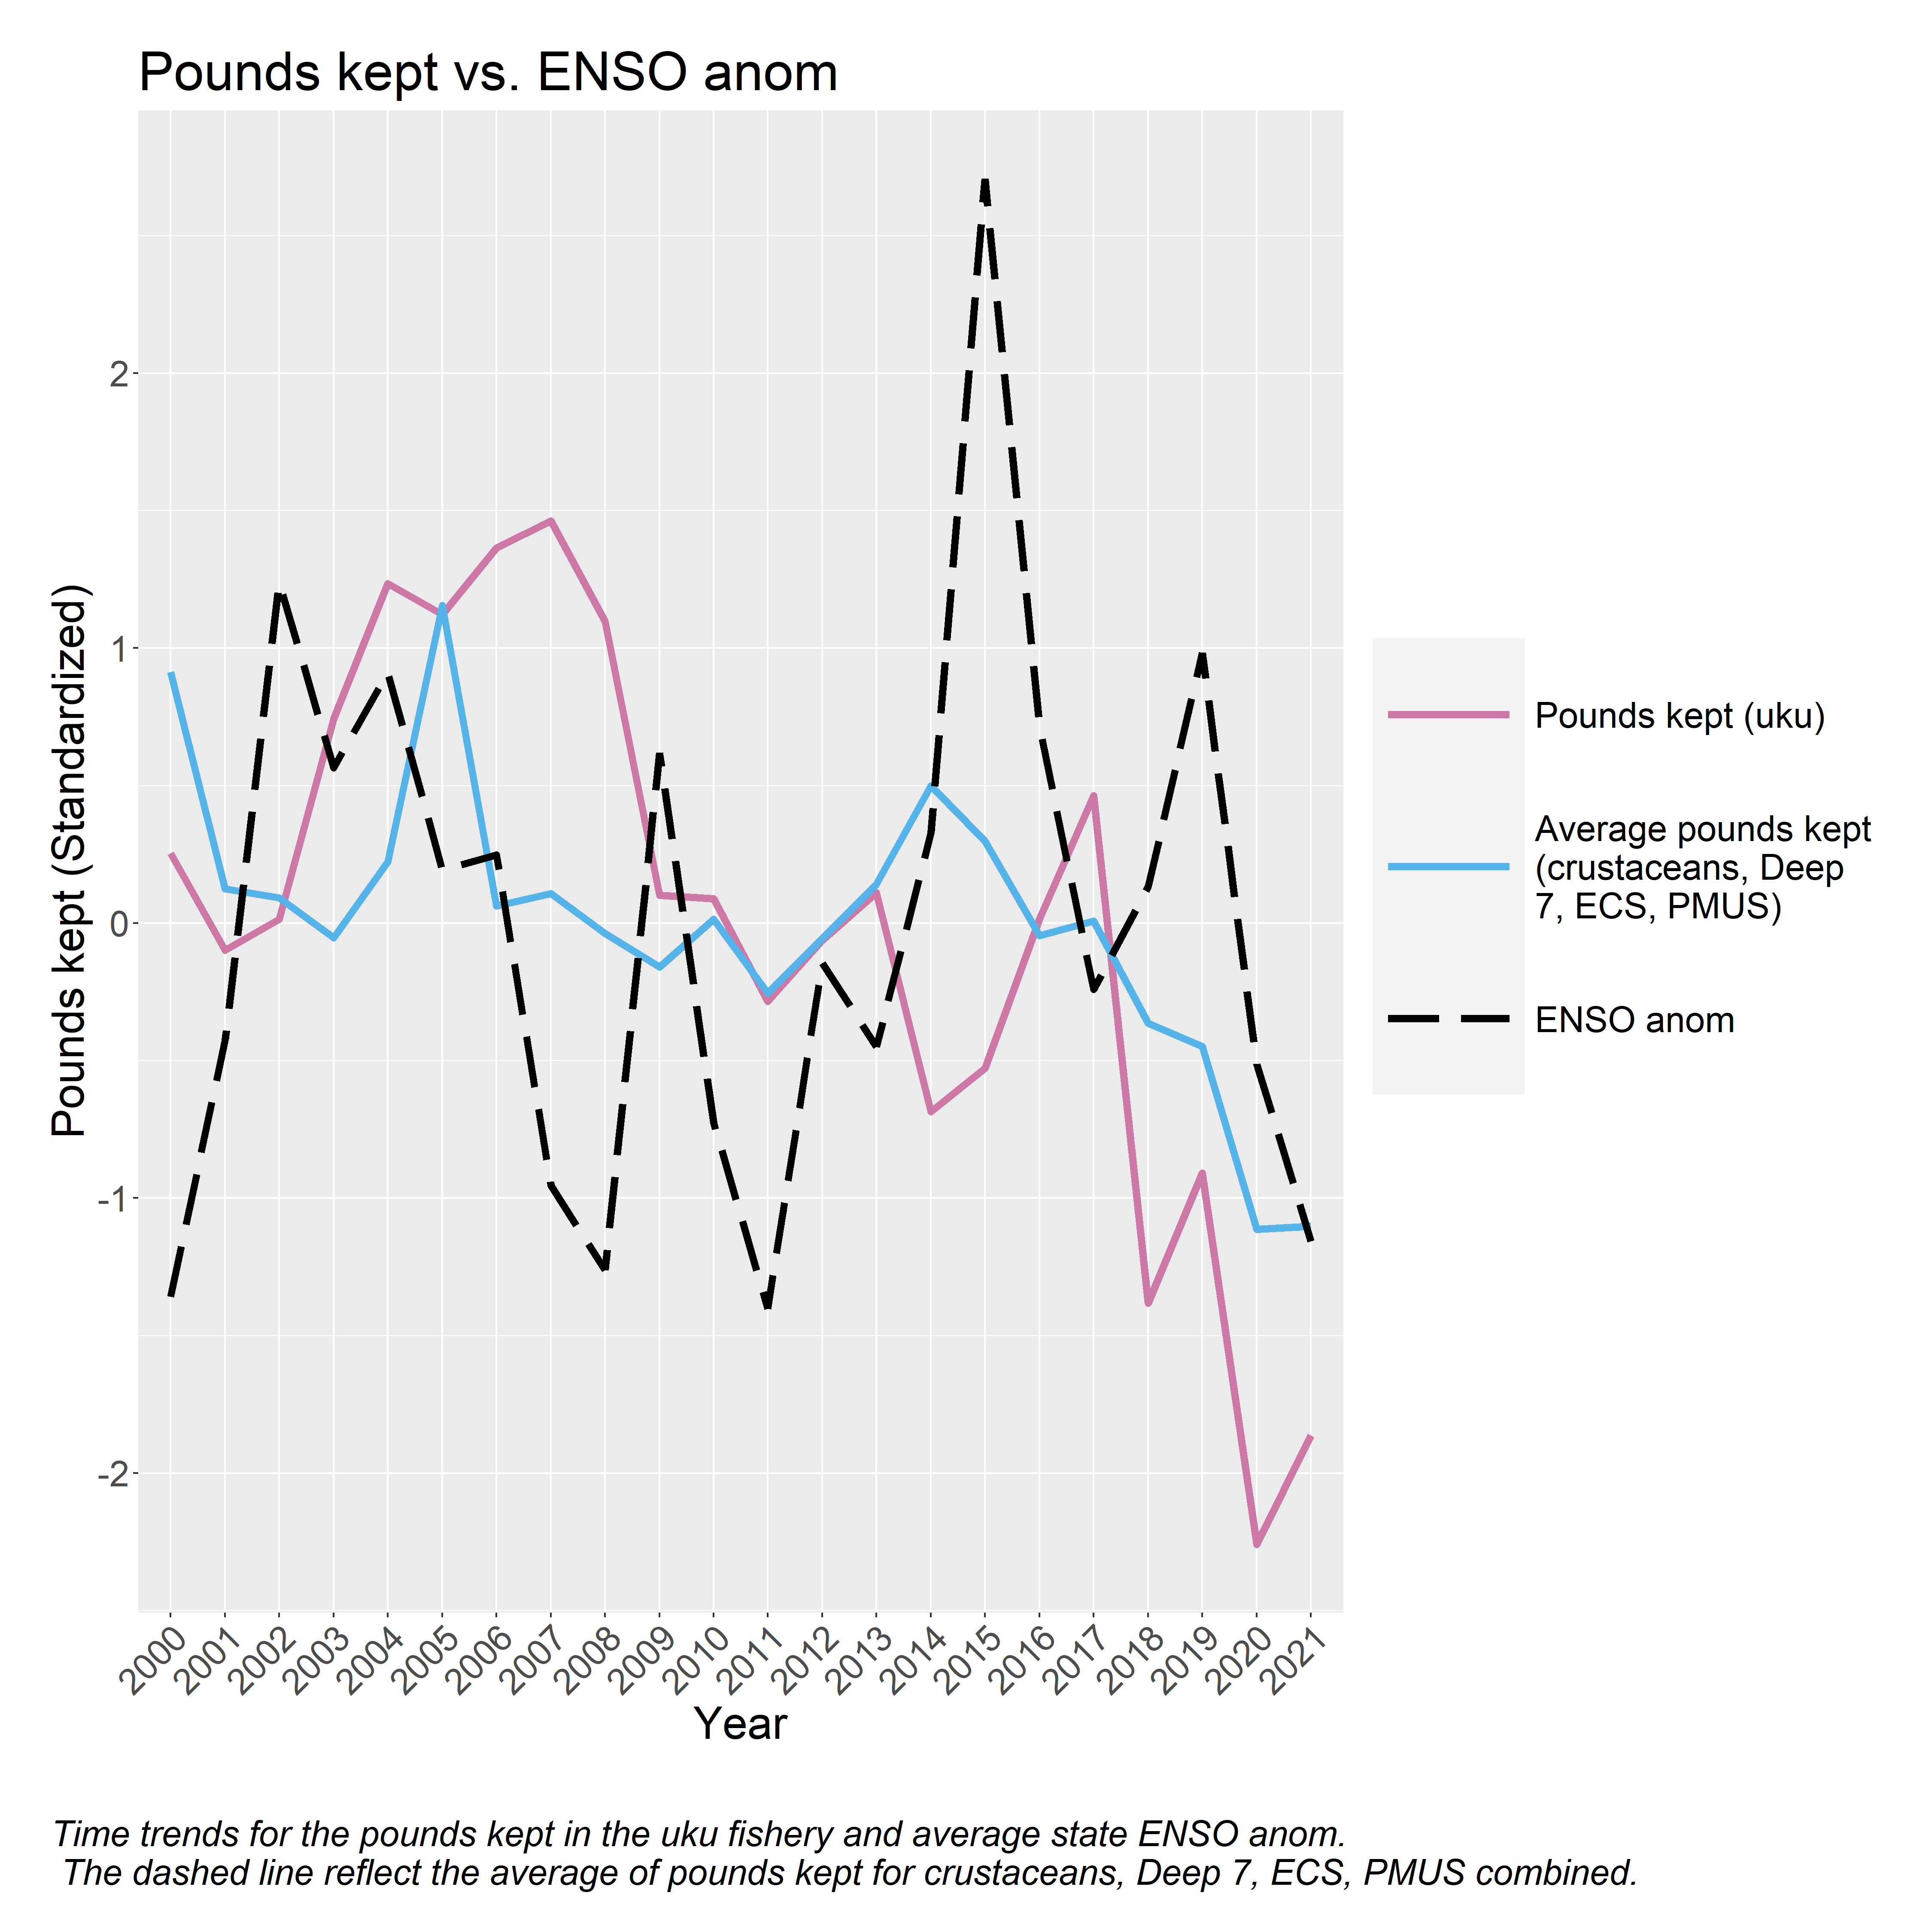 Pounds kept vs. ENSO anom
Pounds kept (Standardized)
2
1
0
-1
-2
2000
2001
2002
2003
2004
2005
2006
2007
2008
2009
2010
2011
2012
2013
2014
2015
2016
2017
2018
2019
2020
2021
Year
Pounds kept (uku)
Average pounds kept
(crustaceans, Deep
7, ECS, PMUS)
ENSO anom
Time trends for the pounds kept in the uku fishery and average state ENSO anom.
The dashed line reflect the average of pounds kept for crustaceans, Deep 7, ECS, PMUS combined.